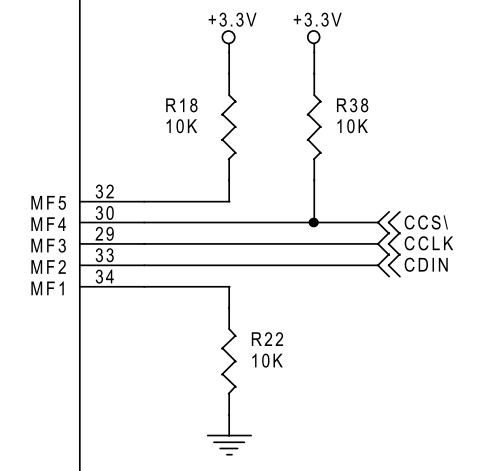 +3.3V +3.3V
R18 R38
10K 10K
MF5 32
MF4 30 CCS\
MF3 29 CCLK
MF2 33 CDIN
MF1 34
R22
10K